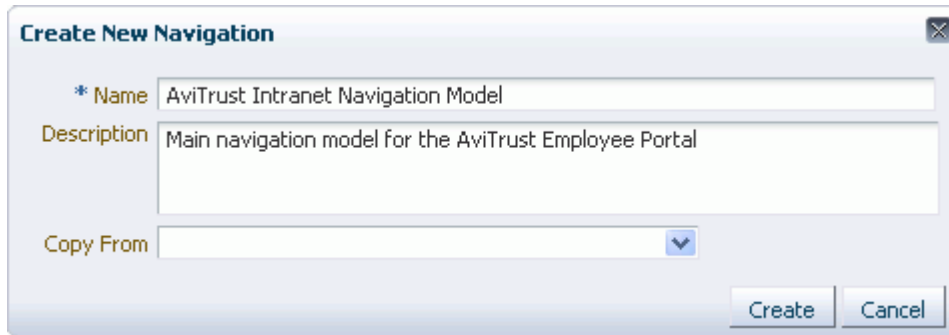 Create New Navigation
* Name AviTrust Intranet Navigation Model
Description Main navigation model for the AviTrust Employee Portal
Copy From
Create Cancel